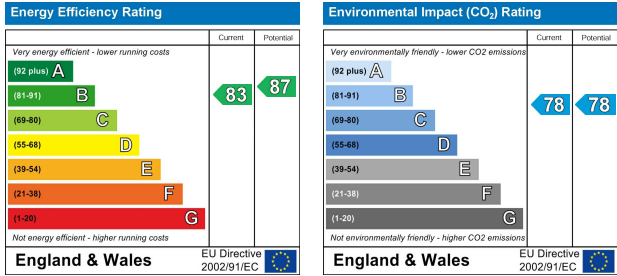 Energy Efficiency Rating
Current Potential
Very energy efficient - lower running costs
(92 plus) A
(81-91) B
83 87
(69-80) C
(55-68) D
(39-54) E
(21-38) F
(1-20) G
Not energy efficient - higher running costs
England & Wales
EU Directive
2002/91/EC
Environmental Impact (CO₂) Rating
Current Potential
Very environmentally friendly - lower CO2 emissions
(92 plus) A
(81-91) B
78 78
(69-80) C
(55-68) D
(39-54) E
(21-38) F
(1-20) G
Not environmentally friendly - higher CO2 emissions
England & Wales
EU Directive
2002/91/EC